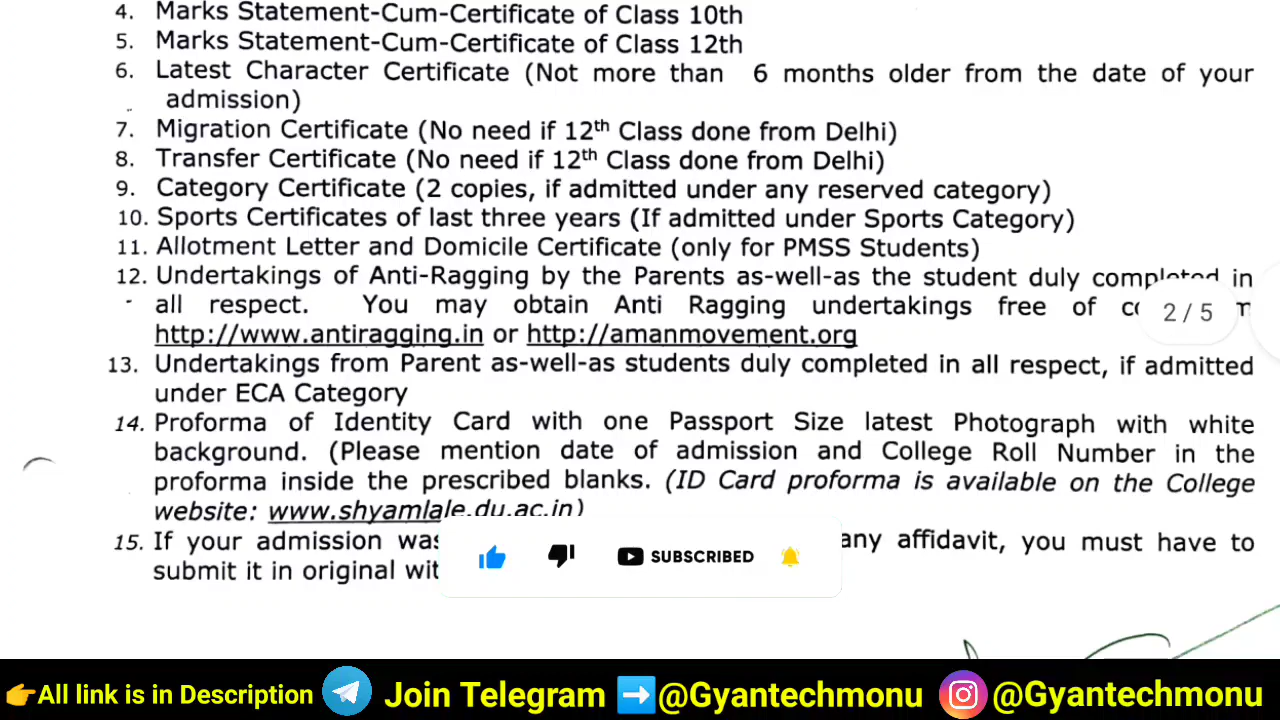 4. Marks Statement-Cum-Certificate of Class 10th
5. Marks Statement-Cum-Certificate of Class 12th
6. Latest Character Certificate (Not more than 6 months older from the date of your
admission)
7. Migration Certificate (No need if 12th Class done from Delhi)
8. Transfer Certificate (No need if 12th Class done from Delhi)
9. Category Certificate (2 copies, if admitted under any reserved category)
10. Sports Certificates of last three years (If admitted under Sports Category)
11. Allotment Letter and Domicile Certificate (only for PMSS Students)
12. Undertakings of Anti-Ragging by the Parents as-well-as the student duly completed in
all respect. You may obtain Anti Ragging undertakings free of
2 / 5
http://www.antiragging.in or http://amanmovement.org
13. Undertakings from Parent as-well-as students duly completed in all respect, if admitted
under ECA Category
14. Proforma of Identity Card with one Passport Size latest Photograph with white
background. (Please mention date of admission and College Roll Number in the
proforma inside the prescribed blanks. (ID Card proforma is available on the College
website: www.shyamlale.du.ac.in)
15. If your admission was any affidavit, you must have to
submit it in original
SUBSCRIBED
All link is in Description Join Telegram @Gyantechmonu @Gyantechmonu